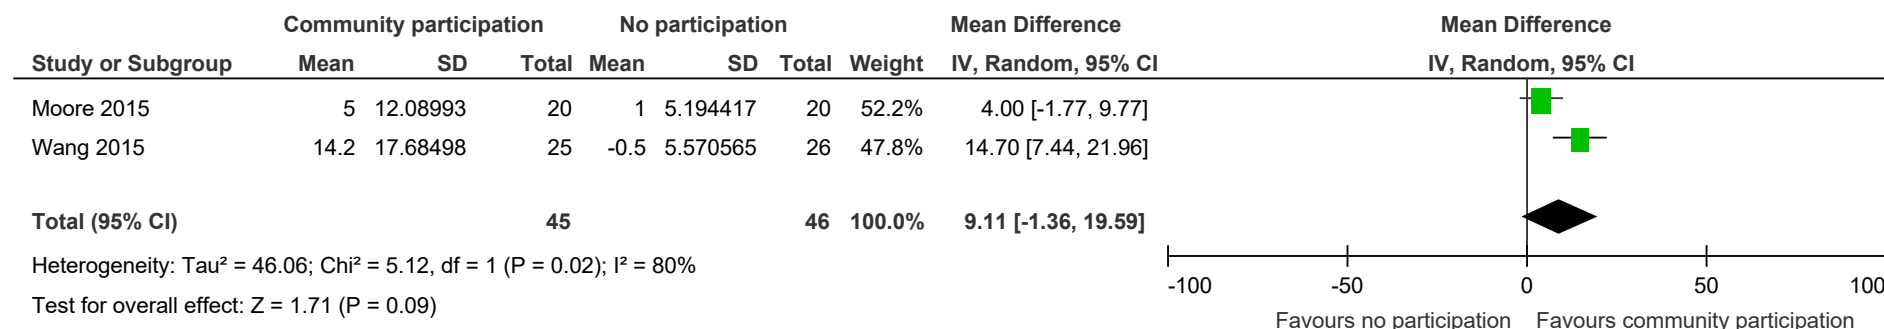 Community participation No participation Mean Difference Mean Difference
Study or Subgroup Mean SD Total Mean SD Total Weight IV, Random, 95% CI IV, Random, 95% CI
Moore 2015 5 12.08993 20 1 5.194417 20 52.2% 4.00 [-1.77, 9.77]
Wang 2015 14.2 17.68498 25 -0.5 5.570565 26 47.8% 14.70 [7.44, 21.96]
Total (95% CI) 45 46 100.0% 9.11 [-1.36, 19.59]
Heterogeneity: Tau² = 46.06; Chi² = 5.12, df = 1 (P = 0.02); I² = 80%
Test for overall effect: Z = 1.71 (P = 0.09)
-100 -50 0 50 100
Favours no participation Favours community participation